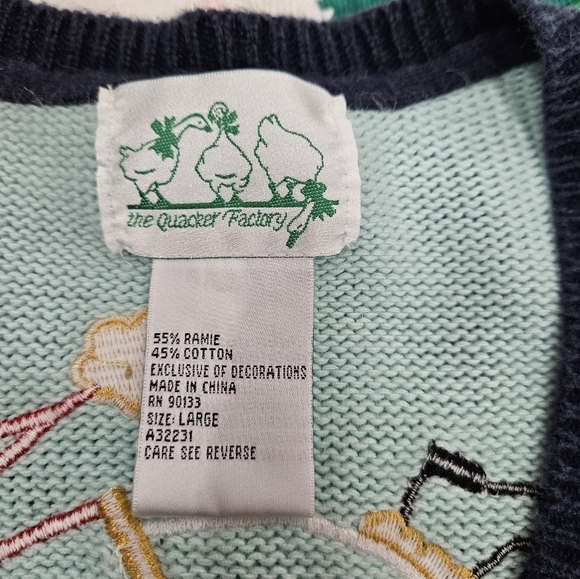 the Quacker Factory
55% RAMIE
45% COTTON
EXCLUSIVE OF DECORATIONS
MADE IN CHINA
RN 90133
SIZE: LARGE
A32231
CARE SEE REVERSE